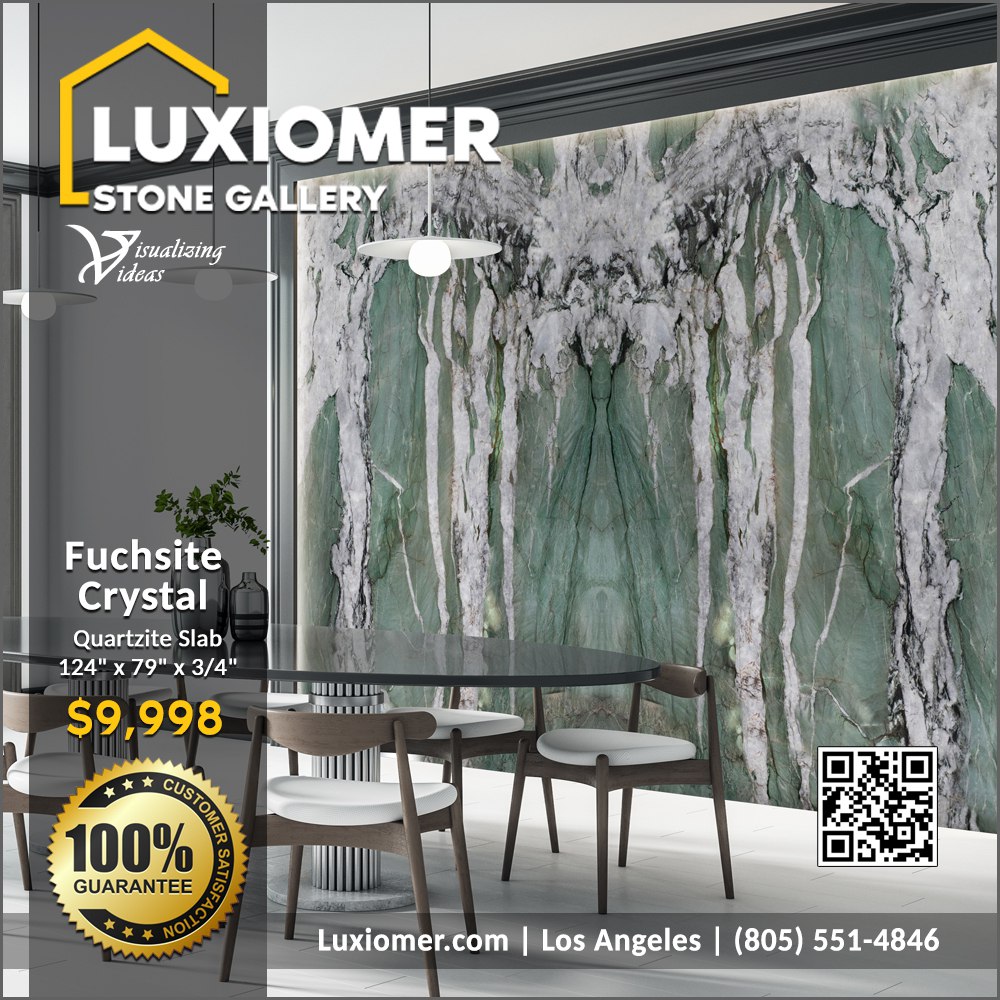 LUXIOMER
STONE GALLERY
Visualizing
Videas
Fuchsite
Crystal
Quartzite Slab
124" x 79" x 3/4"
$9,998
CUSTOMER SATISFACTION
100%
GUARANTEE
Luxiomer.com | Los Angeles | (805) 551-4846